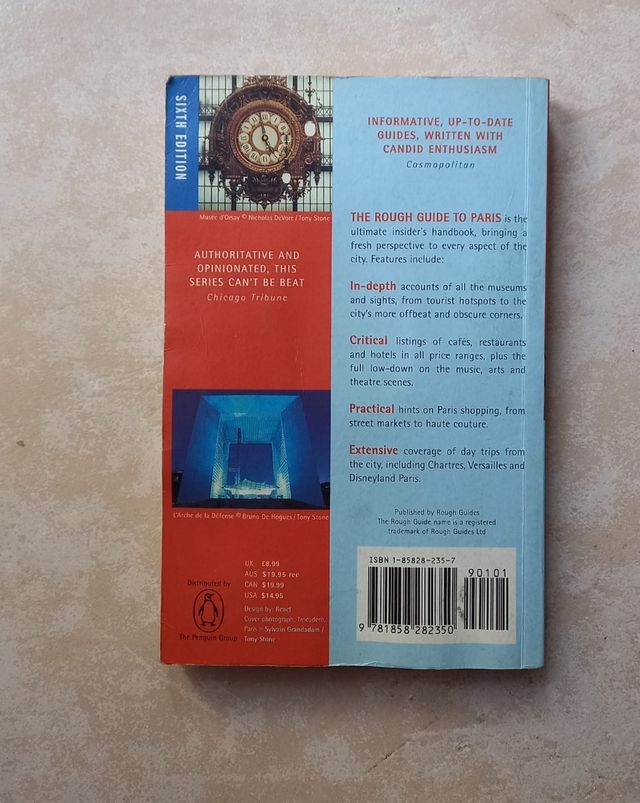 SIXTH EDITION
Musée d'Orsay © Nicholas DeVore / Tony Stone
AUTHORITATIVE AND
OPINIONATED, THIS
SERIES CAN'T BE BEAT
Chicago Tribune
L'Arche de la Défense © Bruno De Hogues / Tony Stone
Distributed by
The Penguin Group
UK £8.99
AUS $19.95 rec
CAN $19.99
USA $14.95
Design by: React
Cover photograph, Trocadero,
Paris – Sylvain Grandadam /
Tony Stone
INFORMATIVE, UP-TO-DATE
GUIDES, WRITTEN WITH
CANDID ENTHUSIASM
Cosmopolitan
THE ROUGH GUIDE TO PARIS is the
ultimate insider's handbook, bringing a
fresh perspective to every aspect of the
city. Features include:
In-depth accounts of all the museums
and sights, from tourist hotspots to the
city's more offbeat and obscure corners.
Critical listings of cafés, restaurants
and hotels in all price ranges, plus the
full low-down on the music, arts and
theatre scenes.
Practical hints on Paris shopping, from
street markets to haute couture.
Extensive coverage of day trips from
the city, including Chartres, Versailles and
Disneyland Paris.
Published by Rough Guides
The Rough Guide name is a registered
trademark of Rough Guides Ltd
ISBN 1-85828-235-7
90101
9 781858 282350